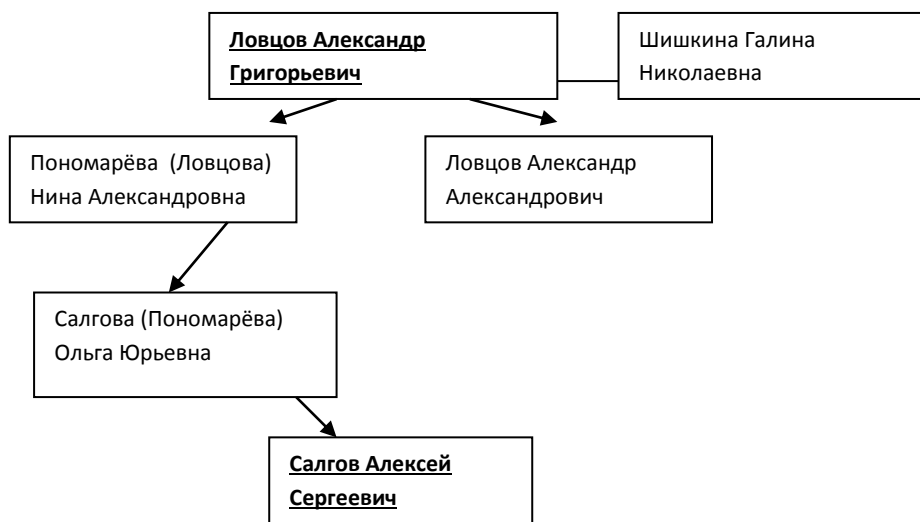 Ловцов Александр
Григорьевич
Шишкина Галина
Николаевна
Пономарёва (Ловцова)
Нина Александровна
Ловцов Александр
Александрович
Салгова (Пономарёва)
Ольга Юрьевна
Салгов Алексей
Сергеевич